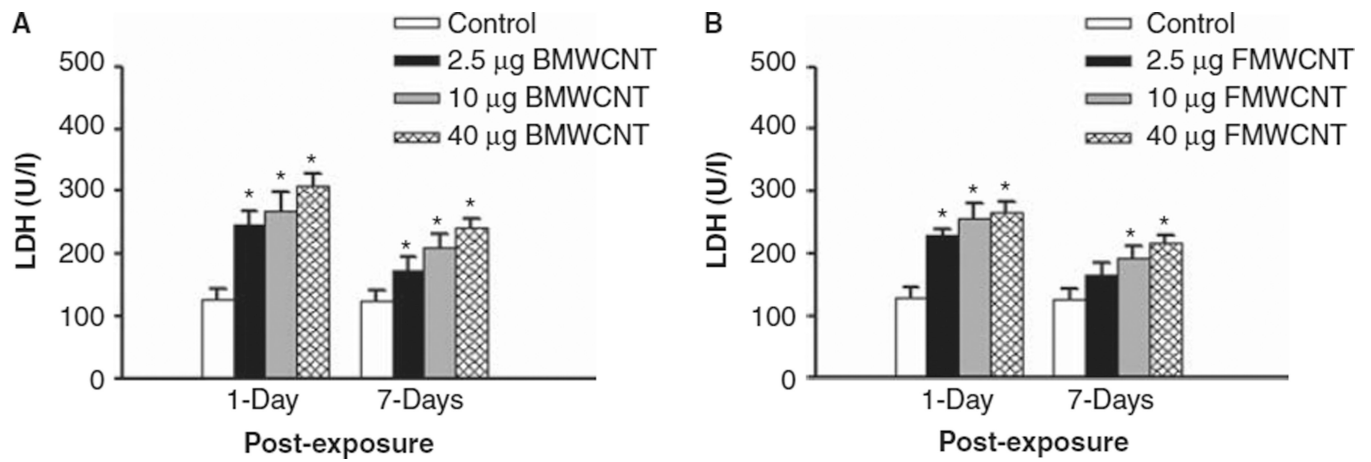 A
Control
2.5 μg BMWCNT
10 μg BMWCNT
40 μg BMWCNT
500
400
300
200
100
0
LDH (U/I)
*
*
*
*
*
*
1-Day
7-Days
Post-exposure
B
Control
2.5 μg FMWCNT
10 μg FMWCNT
40 μg FMWCNT
500
400
300
200
100
0
LDH (U/I)
*
*
*
*
*
1-Day
7-Days
Post-exposure